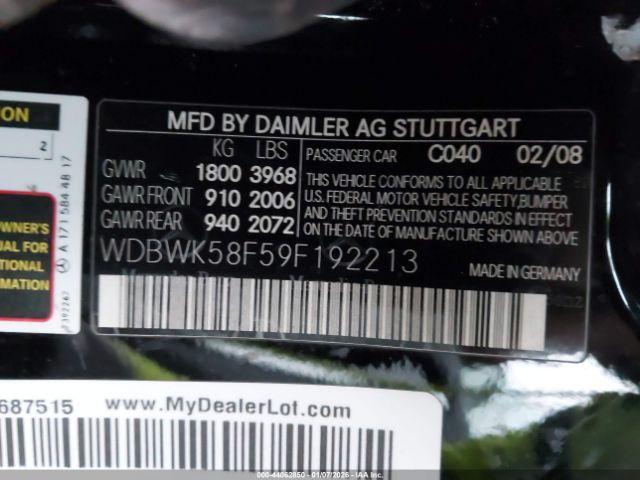 MFD BY DAIMLER AG STUTTGART
KG LBS
GVWR 1800 3968
GAWR FRONT 910 2006
GAWR REAR 940 2072
PASSENGER CAR C040 02/08
THIS VEHICLE CONFORMS TO ALL APPLICABLE
U.S. FEDERAL MOTOR VEHICLE SAFETY,BUMPER
AND THEFT PREVENTION STANDARDS IN EFFECT
ON THE DATE OF MANUFACTURE SHOWN ABOVE.
WDBWK58F59F192213
MADE IN GERMANY
ION
2
OWNER'S
UAL FOR
TIONAL
RMATION
A 171 584 48 17
P392267
687515 www.MyDealerLot.com
000-44062850 | 01/07/2026 - IAA Inc.